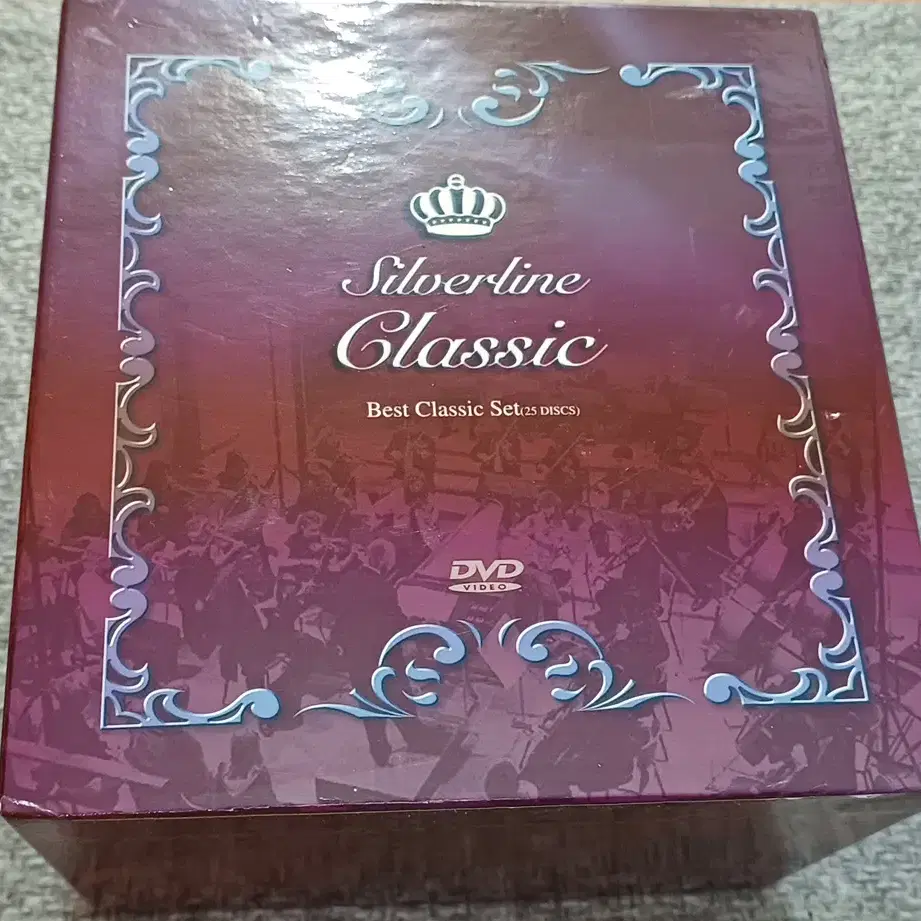 Silverline
Classic
Best Classic Set(25 DISCS)
DVD
VIDEO